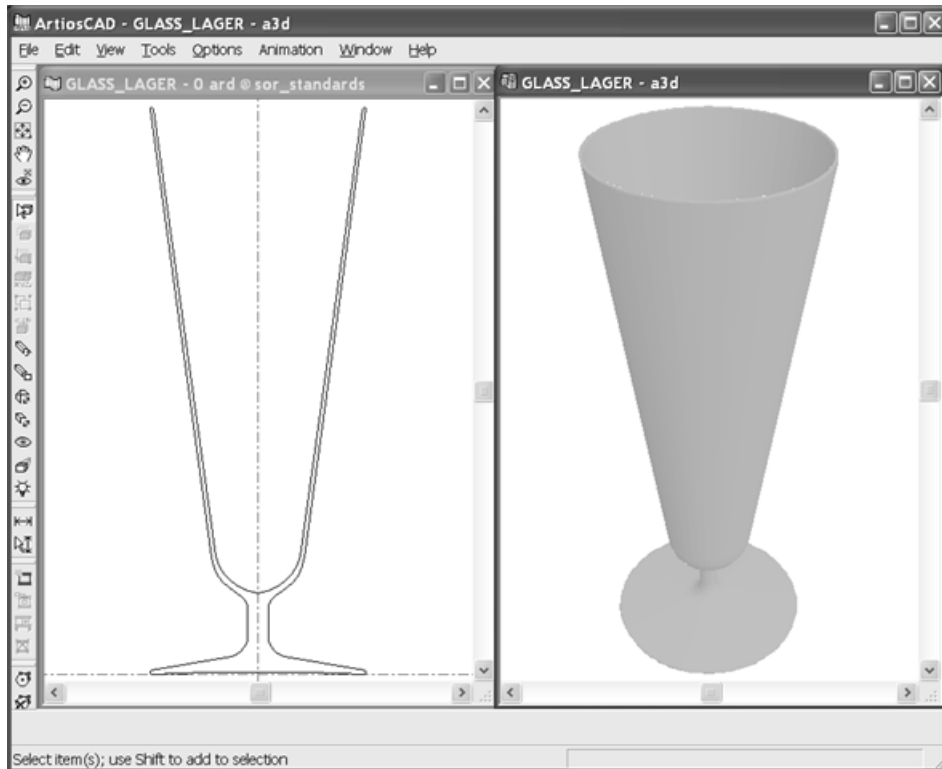 ArtiosCAD - GLASS_LAGER - a3d
File Edit View Tools Options Animation Window Help
GLASS_LAGER - 0 ard @ sor_standards
GLASS_LAGER - a3d
Select item(s); use Shift to add to selection